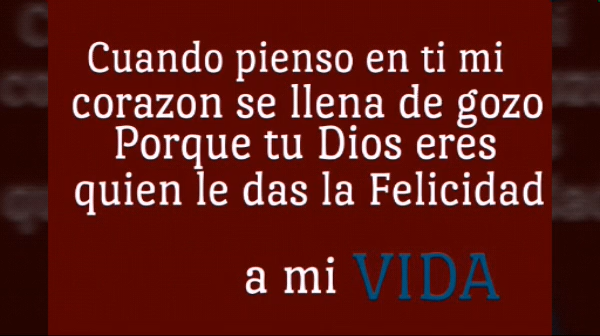 Cuando pienso en ti mi
corazon se llena de gozo
Porque tu Dios eres
quien le das la Felicidad
a mi VIDA